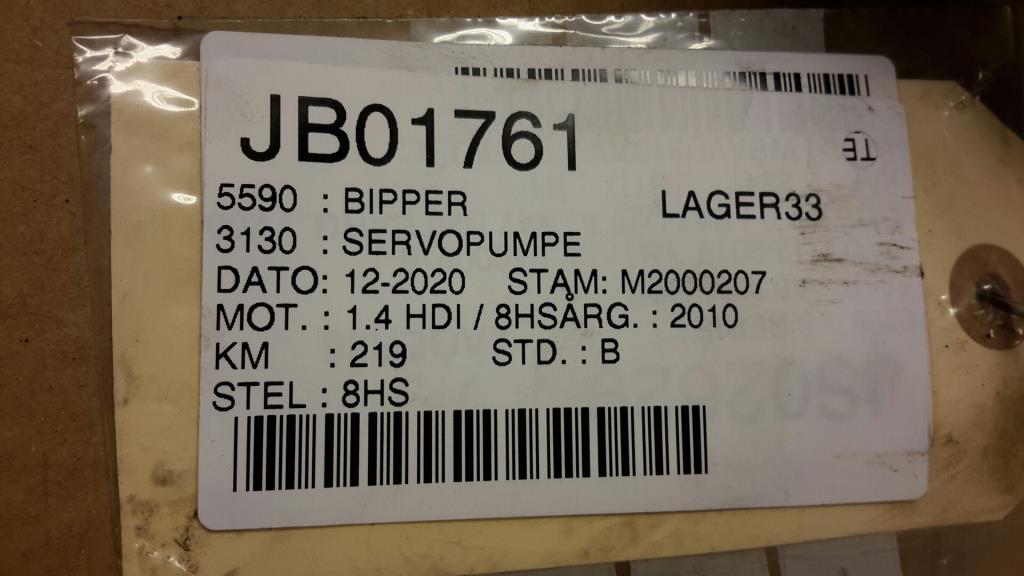 JB01761
TE
5590 : BIPPER LAGER33
3130 : SERVOPUMPE
DATO: 12-2020 STAM: M2000207
MOT. : 1.4 HDI / 8HSÅRG. : 2010
KM : 219 STD. : B
STEL : 8HS